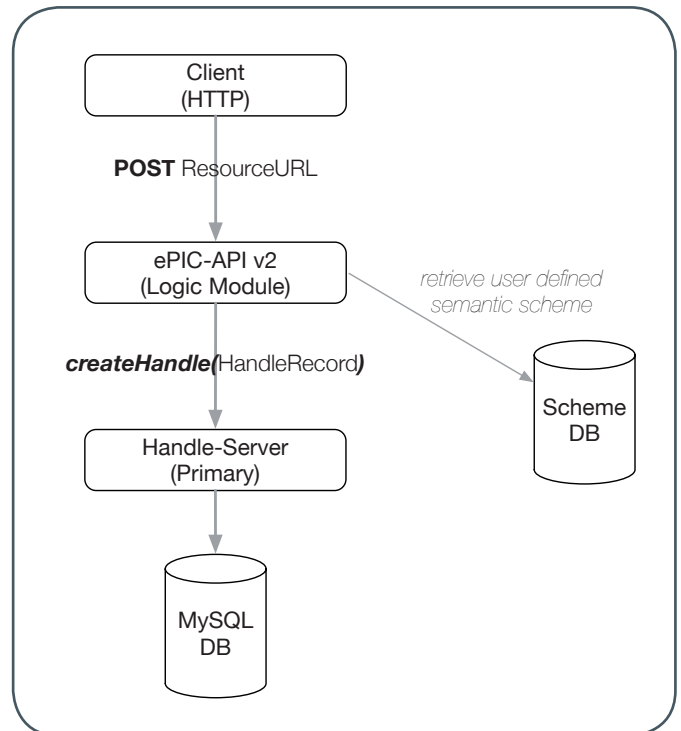 Client
(HTTP)
POST ResourceURL
ePIC-API v2
(Logic Module)
retrieve user defined
semantic scheme
createHandle(HandleRecord)
Scheme
DB
Handle-Server
(Primary)
MySQL
DB